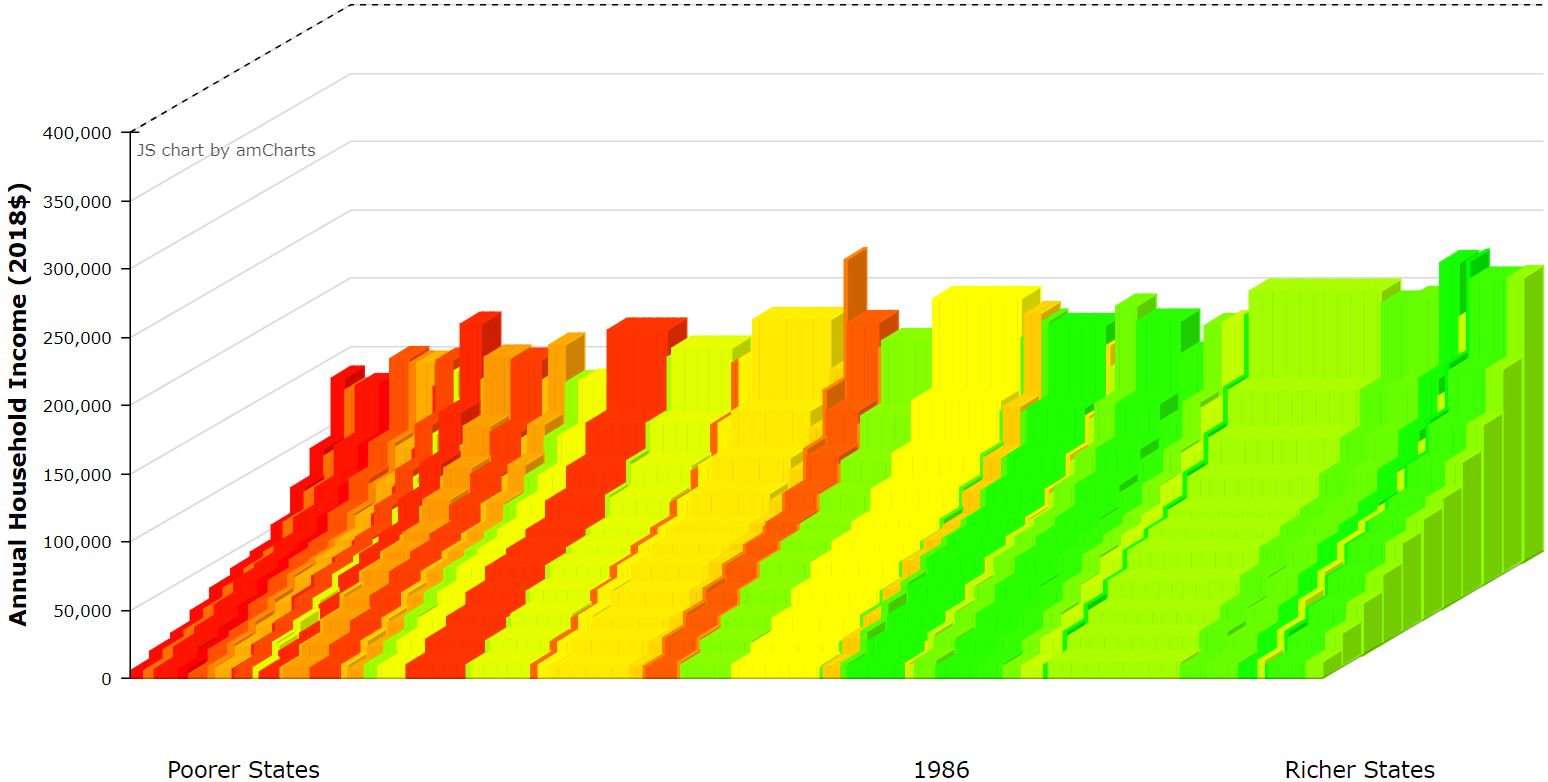 400,000
JS chart by amCharts
350,000
300,000
250,000
200,000
150,000
100,000
50,000
0
Annual Household Income (2018$)
Poorer States
1986
Richer States